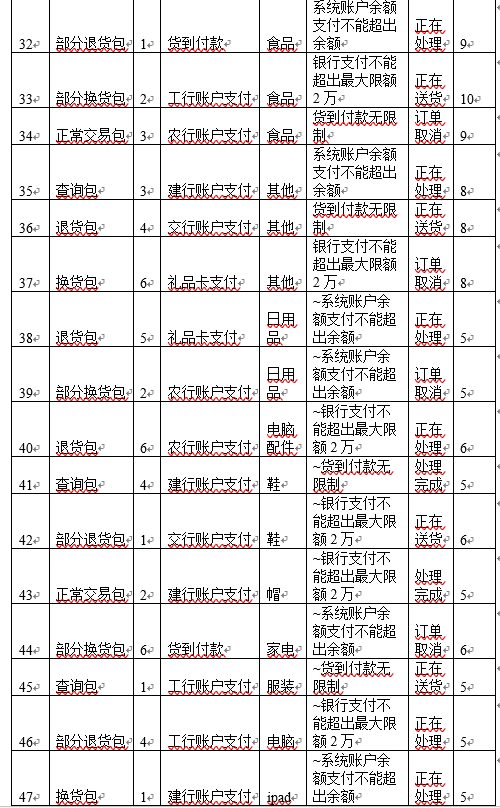 32 部分退货包 1 货到付款 食品 系统账户余额支付不能超出余额 正在处理 9
33 部分换货包 2 工行账户支付 食品 银行支付不能超出最大限额2万 正在送货 10
34 正常交易包 3 农行账户支付 食品 货到付款无限制 订单取消 9
35 查询包 3 建行账户支付 其他 系统账户余额支付不能超出余额 正在处理 8
36 退货包 4 交行账户支付 其他 货到付款无限制 正在送货 8
37 换货包 6 礼品卡支付 其他 银行支付不能超出最大限额2万 订单取消 8
38 退货包 5 礼品卡支付 日用品 ~系统账户余额支付不能超出余额 正在处理 5
39 部分换货包 2 农行账户支付 日用品 ~系统账户余额支付不能超出余额 订单取消 5
40 退货包 6 农行账户支付 电脑配件 ~银行支付不能超出最大限额2万 正在处理 6
41 查询包 4 建行账户支付 鞋 ~货到付款无限制 处理完成 5
42 部分退货包 1 交行账户支付 鞋 ~银行支付不能超出最大限额2万 正在送货 6
43 正常交易包 2 建行账户支付 帽 ~银行支付不能超出最大限额2万 处理完成 5
44 部分换货包 6 货到付款 家电 ~系统账户余额支付不能超出余额 订单取消 6
45 查询包 1 工行账户支付 服装 ~货到付款无限制 正在送货 5
46 部分退货包 4 工行账户支付 电脑 ~银行支付不能超出最大限额2万 正在处理 5
47 换货包 1 建行账户支付 ipad ~系统账户余额支付不能超出余额 正在处理 5